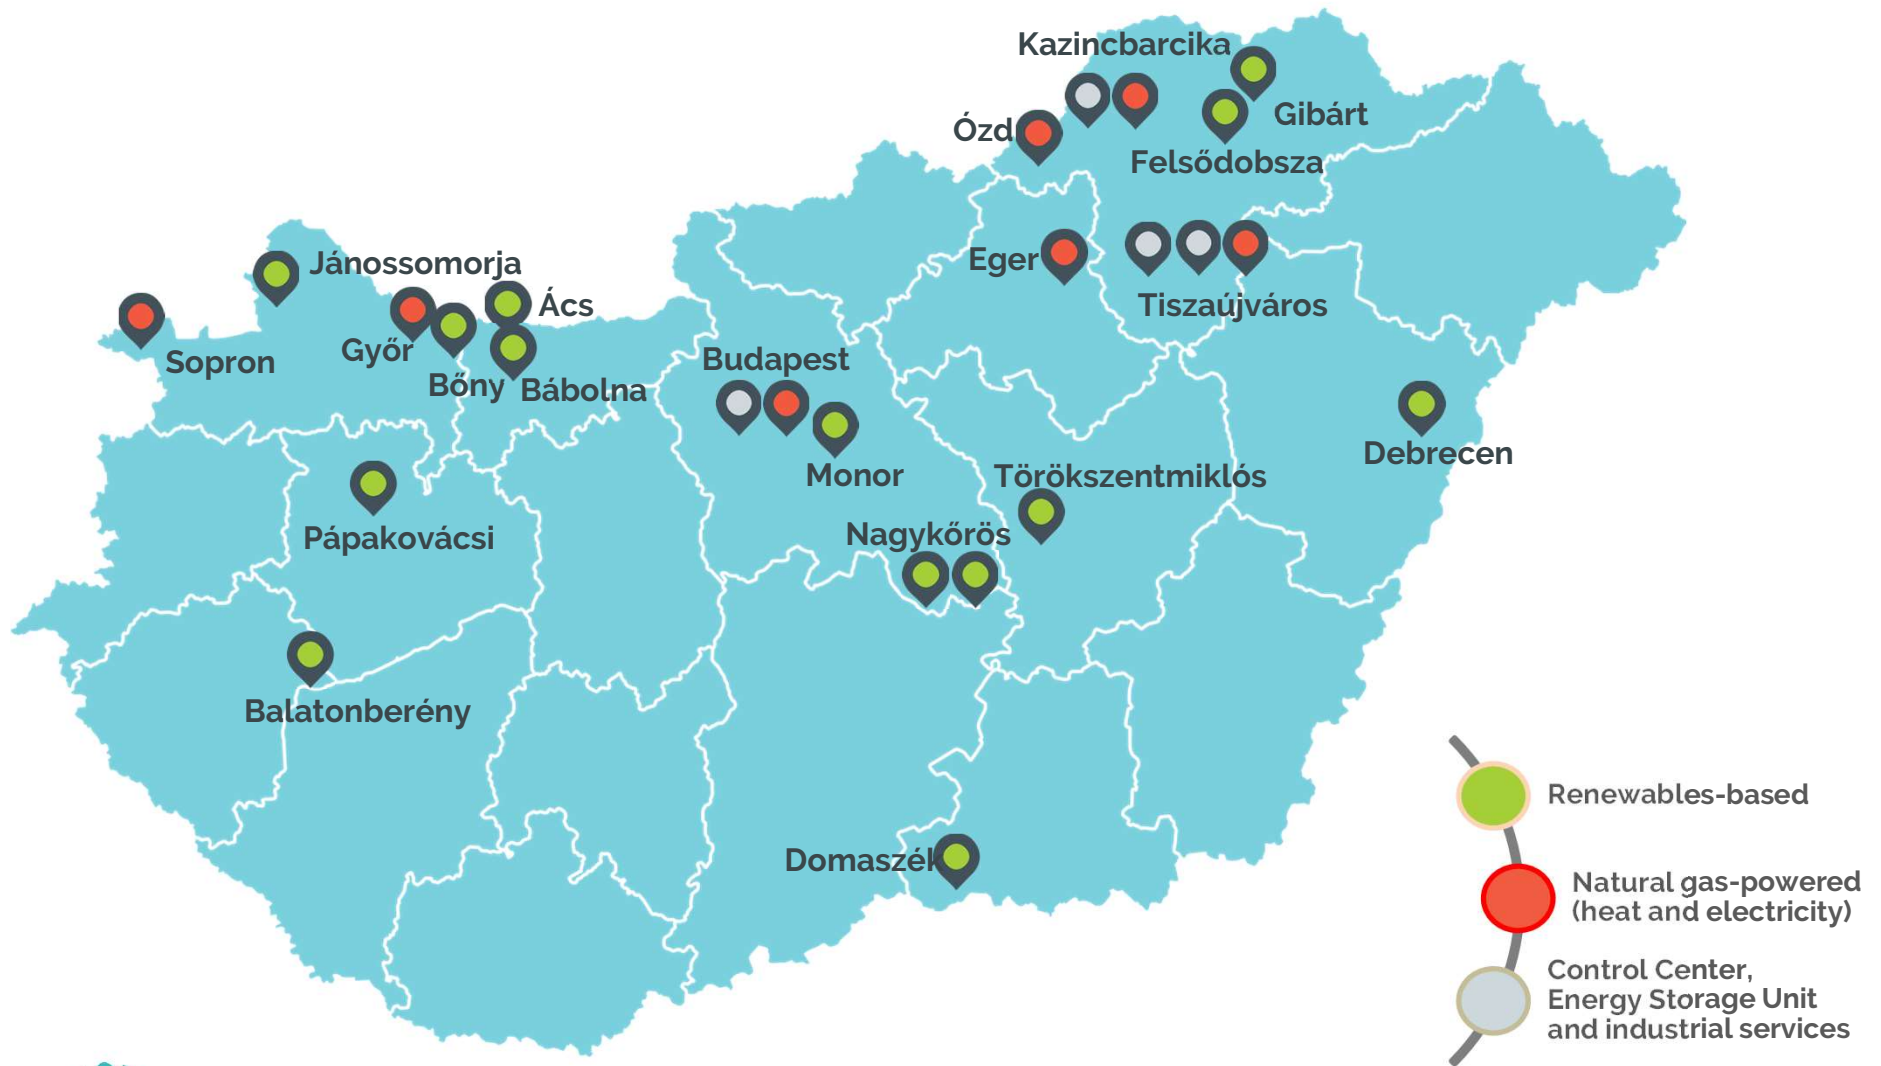 Kazincbarcika
Gibárt
Ózd
Felsődobsza
Jánossomorja
Eger
Ács
Tiszaújváros
Győr
Sopron
Budapest
Bőny
Bábolna
Debrecen
Monor
Törökszentmiklós
Nagykőrös
Pápakovácsi
Balatonberény
Domaszék
Renewables-based
Natural gas-powered
(heat and electricity)
Control Center,
Energy Storage Unit
and industrial services